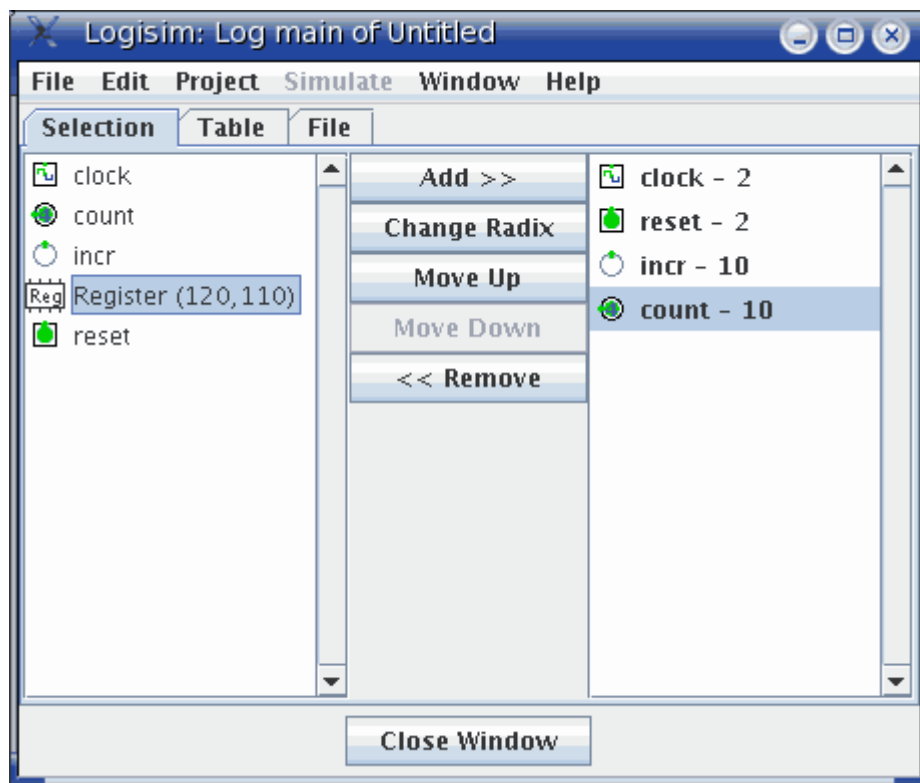 Logisim: Log main of Untitled
File Edit Project Simulate Window Help
Selection Table File
clock
count
incr
Reg Register (120,110)
reset
Add >>
Change Radix
Move Up
Move Down
<< Remove
clock - 2
reset - 2
incr - 10
count - 10
Close Window